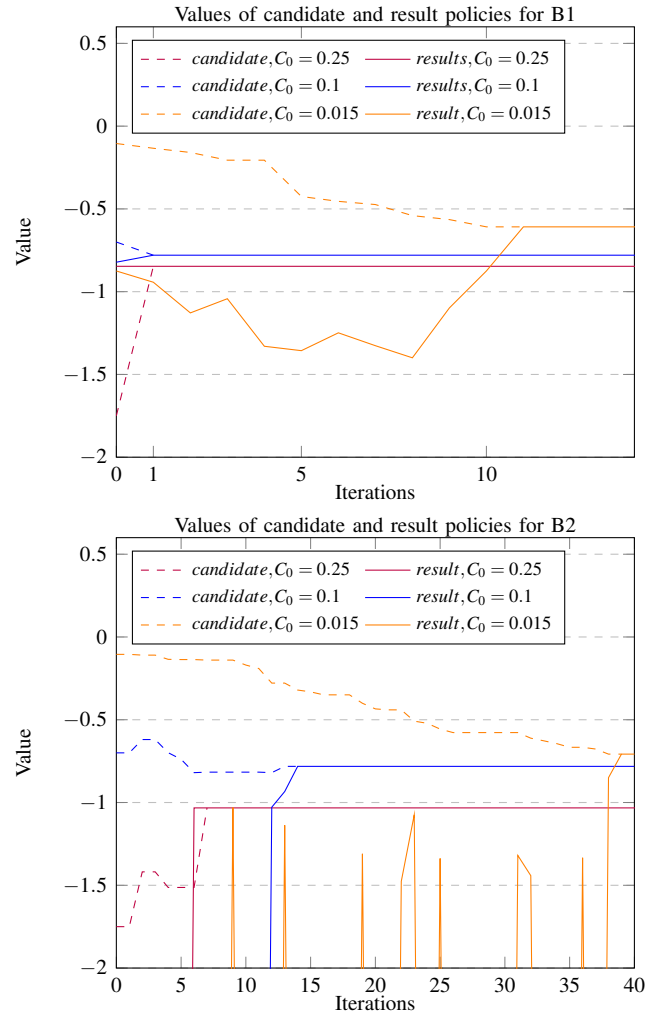 Values of candidate and result policies for B1
candidate, C₀ = 0.25 results, C₀ = 0.25
candidate, C₀ = 0.1 results, C₀ = 0.1
candidate, C₀ = 0.015 result, C₀ = 0.015
0.5
0
−0.5
−1
−1.5
−2
Value
0 1 5 10
Iterations
Values of candidate and result policies for B2
candidate, C₀ = 0.25 result, C₀ = 0.25
candidate, C₀ = 0.1 result, C₀ = 0.1
candidate, C₀ = 0.015 result, C₀ = 0.015
0.5
0
−0.5
−1
−1.5
−2
Value
0 5 10 15 20 25 30 35 40
Iterations